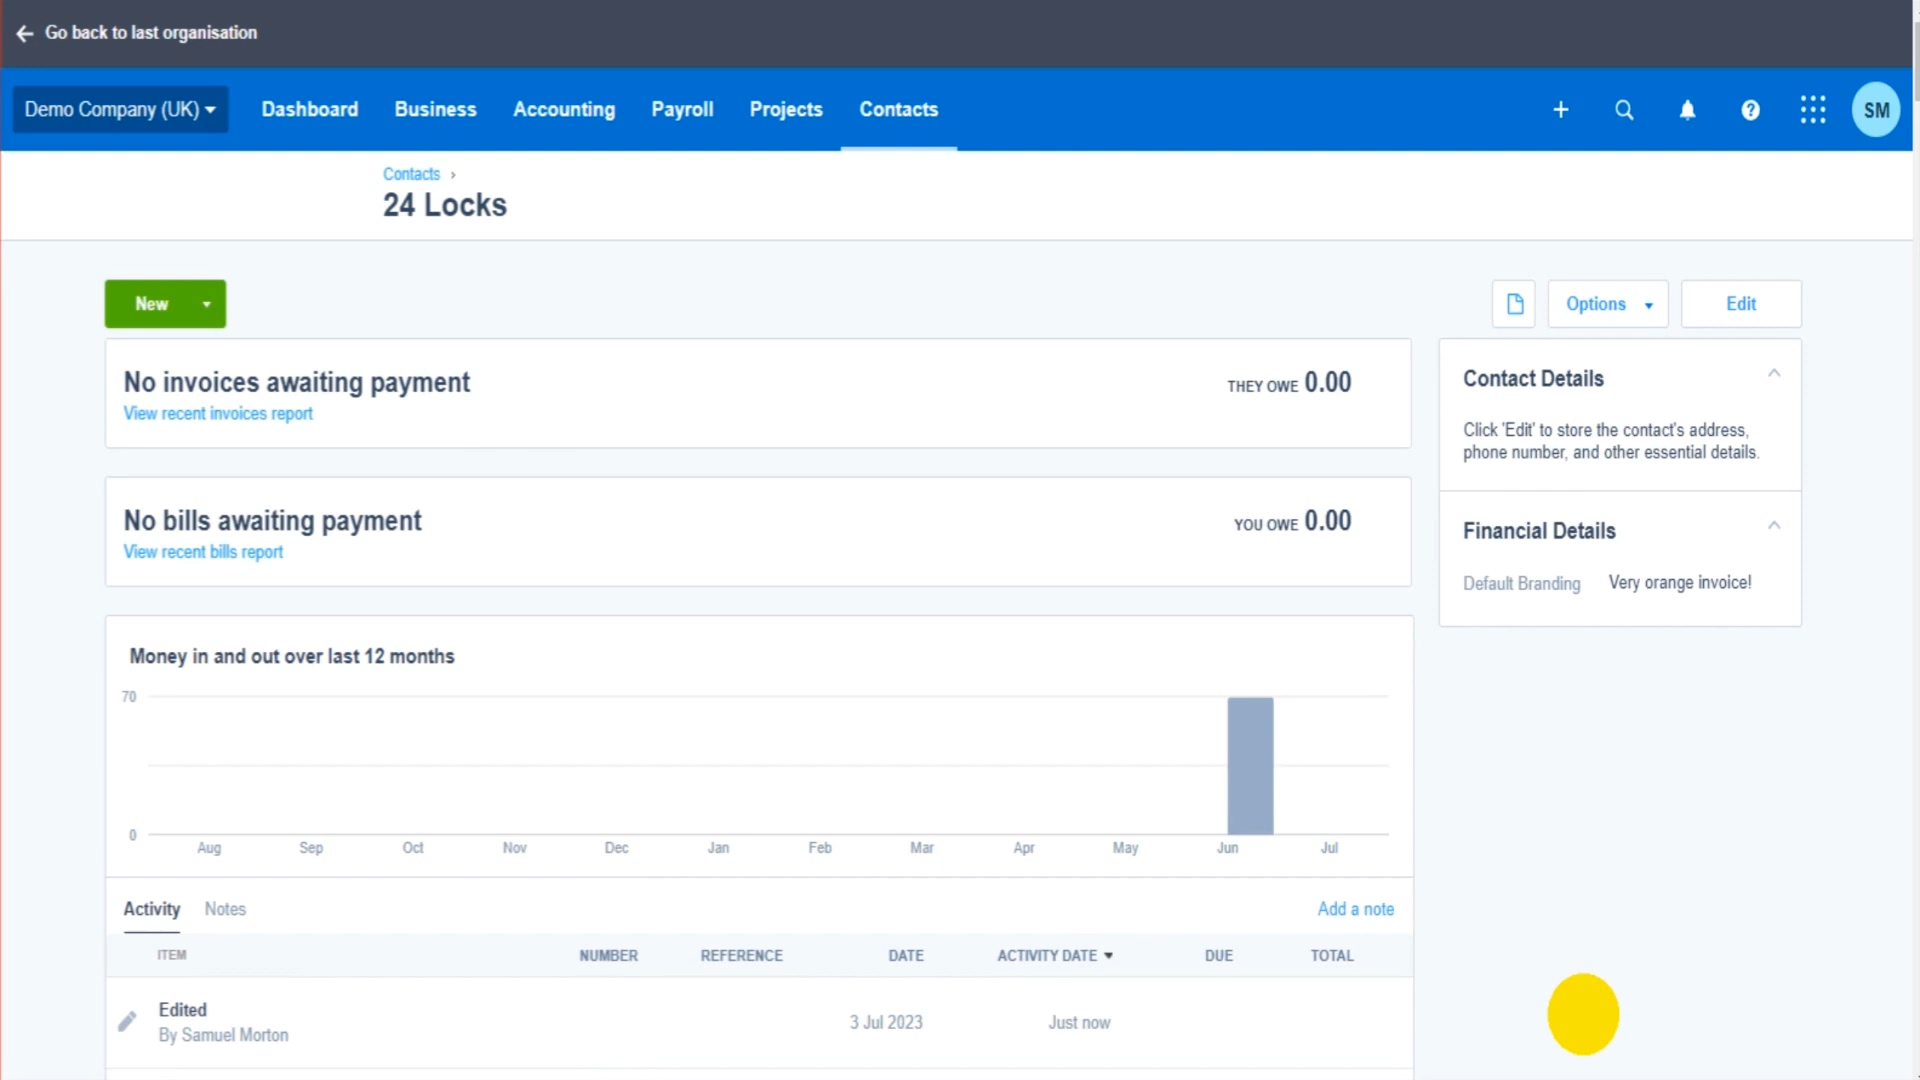 Go back to last organisation
Demo Company (UK)
Dashboard
Business
Accounting
Payroll
Projects
Contacts
SM
Contacts
24 Locks
New
Options
Edit
No invoices awaiting payment
THEY OWE 0.00
View recent invoices report
No bills awaiting payment
YOU OWE 0.00
View recent bills report
Contact Details
Click 'Edit' to store the contact's address,
phone number, and other essential details.
Financial Details
Default Branding Very orange invoice!
Money in and out over last 12 months
70
0
Aug Sep Oct Nov Dec Jan Feb Mar Apr May Jun Jul
Activity Notes Add a note
ITEM NUMBER REFERENCE DATE ACTIVITY DATE DUE TOTAL
Edited
By Samuel Morton
3 Jul 2023 Just now